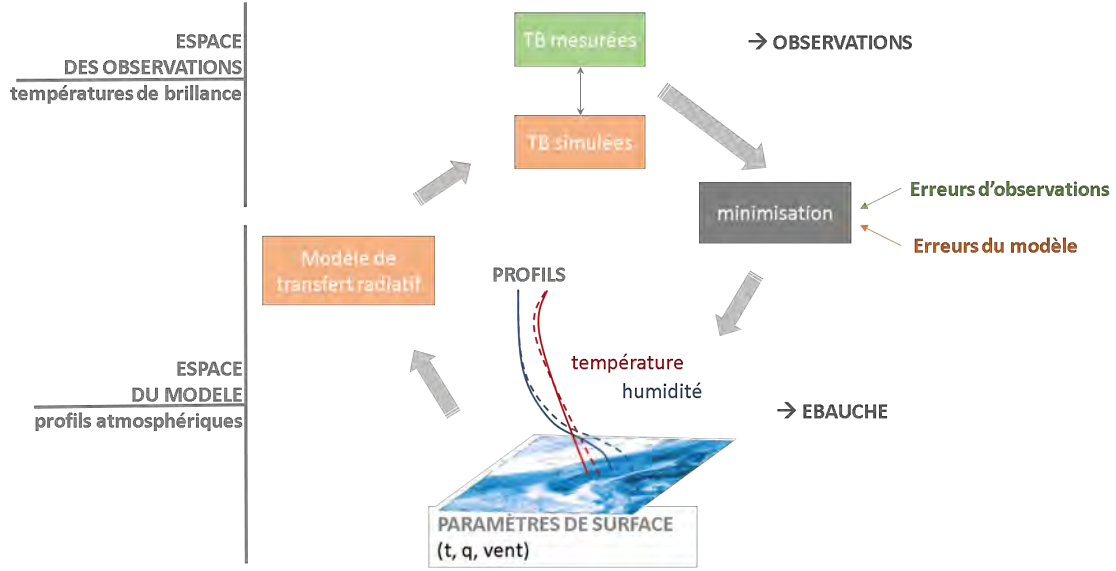 ESPACE
DES OBSERVATIONS
températures de brillance
TB mesurées
→ OBSERVATIONS
TB simulées
minimisation
Erreurs d'observations
Erreurs du modèle
Modèle de
transfert radiatif
PROFILS
température
humidité
ESPACE
DU MODELE
profils atmosphériques
→ EBAUCHE
PARAMÈTRES DE SURFACE
(t, q, vent)